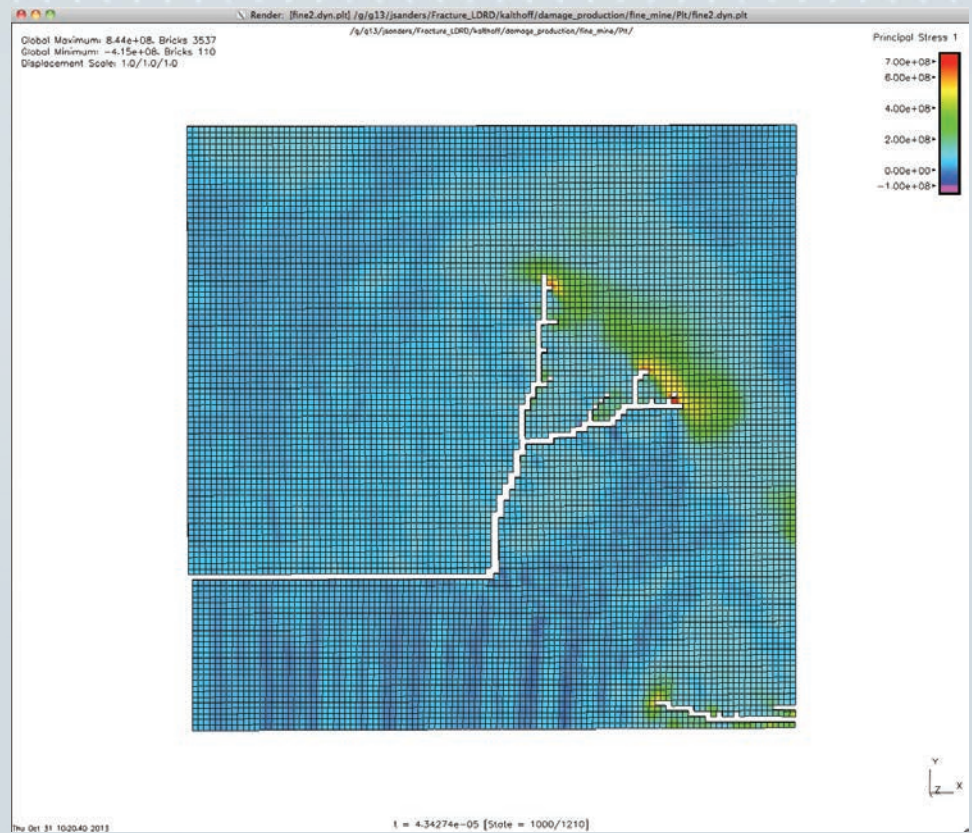 Render: [fine2.dyn.plt] /g/g13/jsanders/Fracture_LDRD/kalthoff/damage_production/fine_mine/Plt/fine2.dyn.plt
/g/g13/jsanders/Fracture_LDRD/kalthoff/damage_production/fine_mine/Plt/
Global Maximum: 8.44e+08, Bricks 3537
Global Minimum: -4.15e+08, Bricks 110
Displacement Scale: 1.0/1.0/1.0
Principal Stress 1
7.00e+08
6.00e+08
4.00e+08
2.00e+08
0.00e+00
-1.00e+08
Y
Z X
t = 4.34274e-05 [State = 1000/1210]
Thu Oct 31 10:20:40 2013